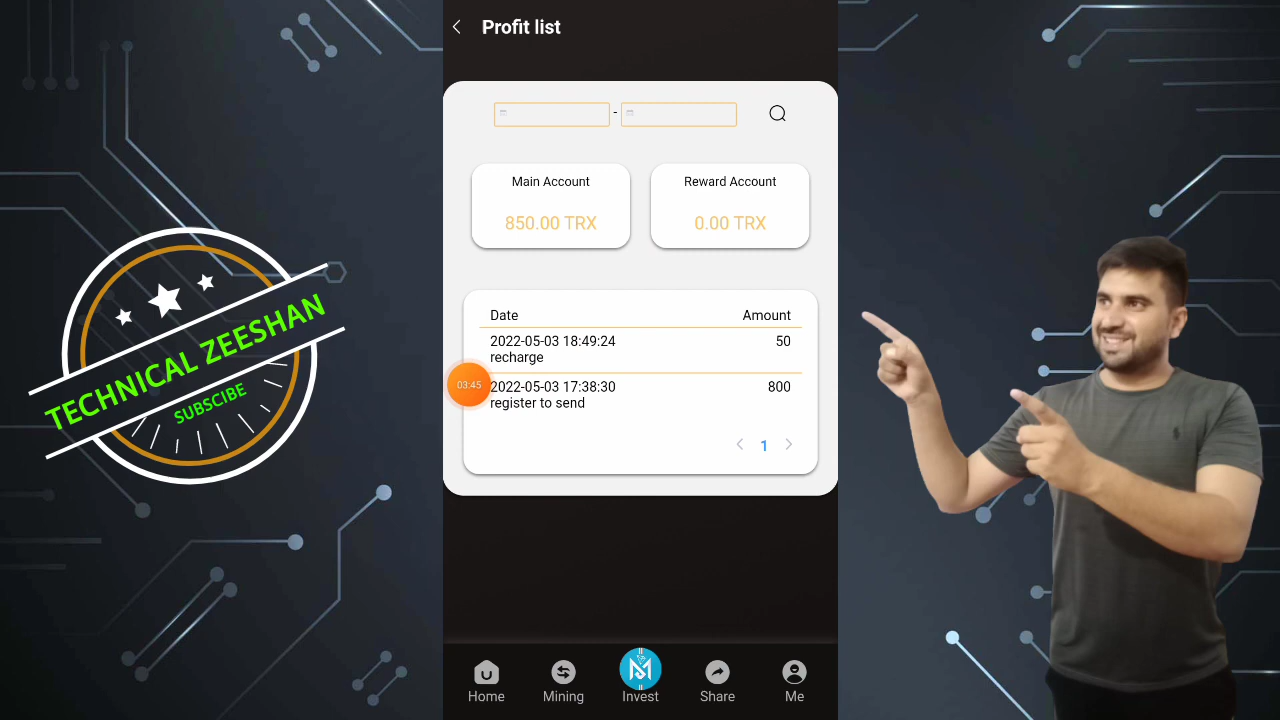 Profit list
-
Main Account
Reward Account
850.00 TRX
0.00 TRX
Date
Amount
2022-05-03 18:49:24
50
recharge
03:45
2022-05-03 17:38:30
800
register to send
1
Home
Mining
Invest
Share
Me
TECHNICAL ZEESHAN
SUBSCIBE